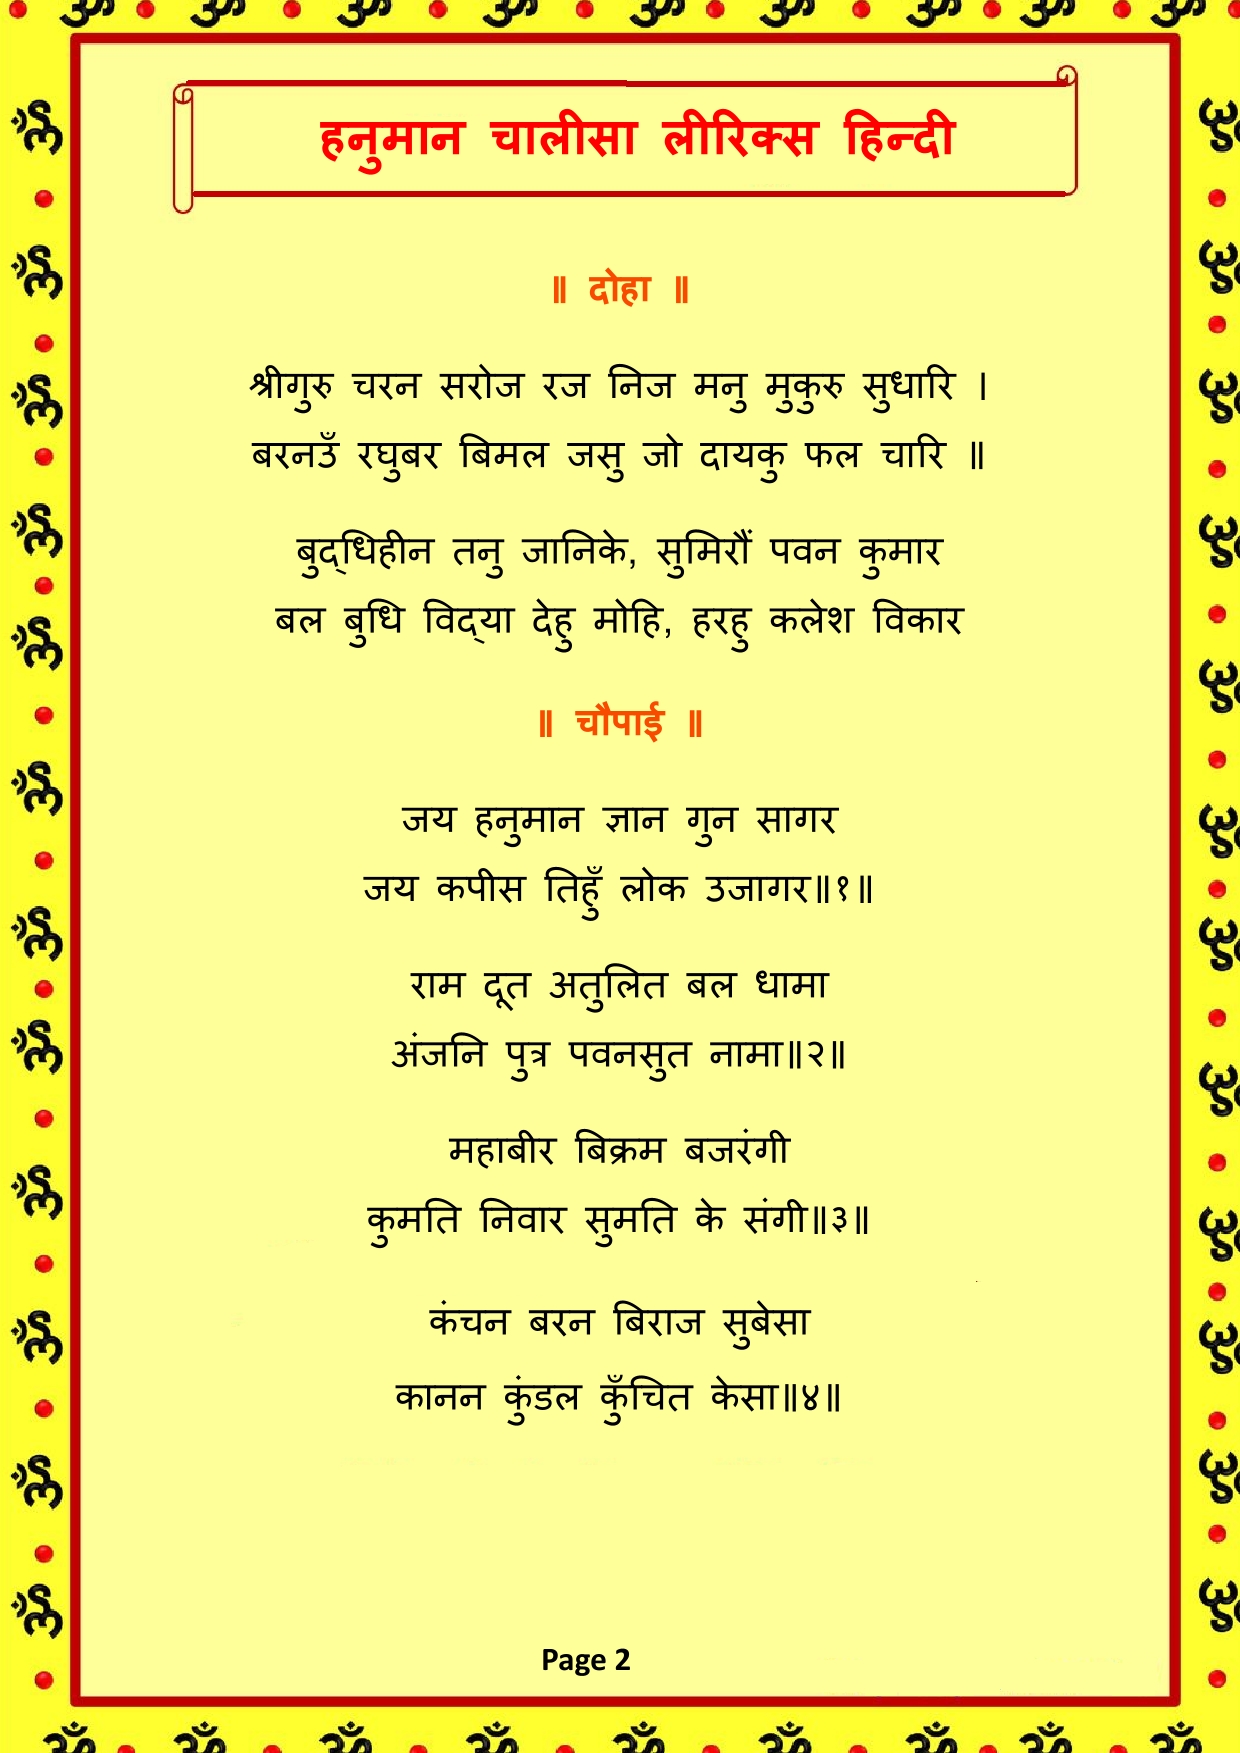 हनुमान चालीसा लीरिक्स हिन्दी
॥ दोहा ॥
श्रीगुरु चरन सरोज रज निज मनु मुकुरु सुधारि ।
बरनउँ रघुबर बिमल जसु जो दायकु फल चारि ॥
बुद्‌धिहीन तनु जानिके, सुमिरौं पवन कुमार
बल बुधि विद्‌या देहु मोहि, हरहु कलेश विकार
॥ चौपाई ॥
जय हनुमान ज्ञान गुन सागर
जय कपीस तिहुँ लोक उजागर॥१॥
राम दूत अतुलित बल धामा
अंजनि पुत्र पवनसुत नामा॥२॥
महाबीर बिक्रम बजरंगी
कुमति निवार सुमति के संगी॥३॥
कंचन बरन बिराज सुबेसा
कानन कुंडल कुँचित केसा॥४॥
Page 2